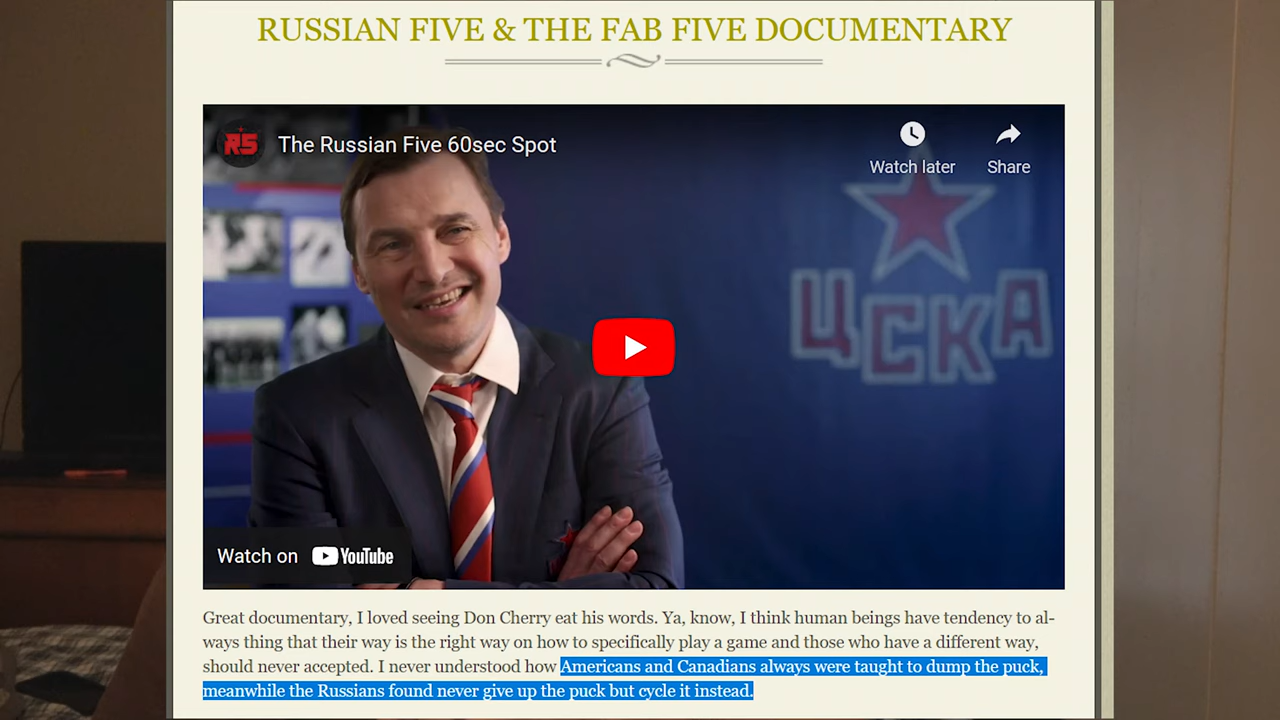 RUSSIAN FIVE & THE FAB FIVE DOCUMENTARY
R5
The Russian Five 60sec Spot
Watch later
Share
ЦСКА
Watch on YouTube
Great documentary, I loved seeing Don Cherry eat his words. Ya, know, I think human beings have tendency to al-
ways thing that their way is the right way on how to specifically play a game and those who have a different way,
should never accepted. I never understood how Americans and Canadians always were taught to dump the puck,
meanwhile the Russians found never give up the puck but cycle it instead.